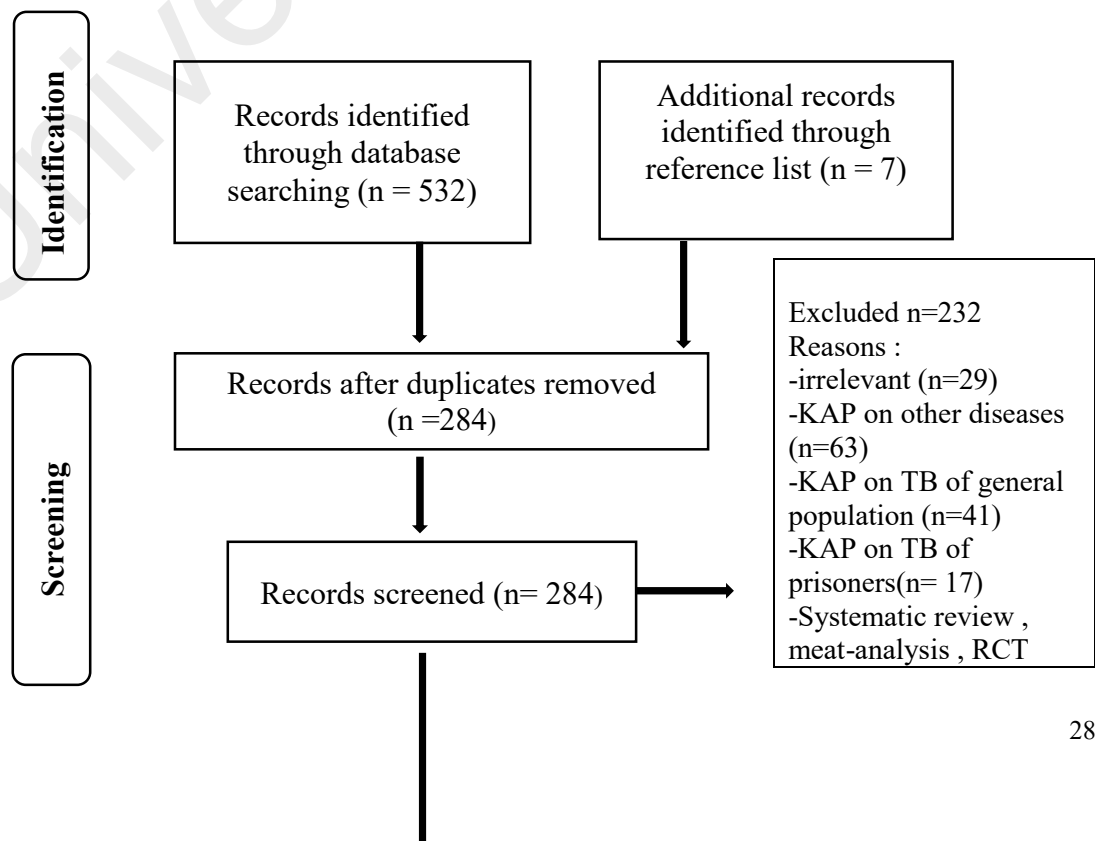 Identification
Records identified
through database
searching (n = 532)
Additional records
identified through
reference list (n = 7)
Excluded n=232
Reasons :
-irrelevant (n=29)
-KAP on other diseases
(n=63)
-KAP on TB of general
population (n=41)
-KAP on TB of
prisoners(n= 17)
-Systematic review ,
meat-analysis , RCT
Screening
Records after duplicates removed
(n =284)
Records screened (n= 284)
28